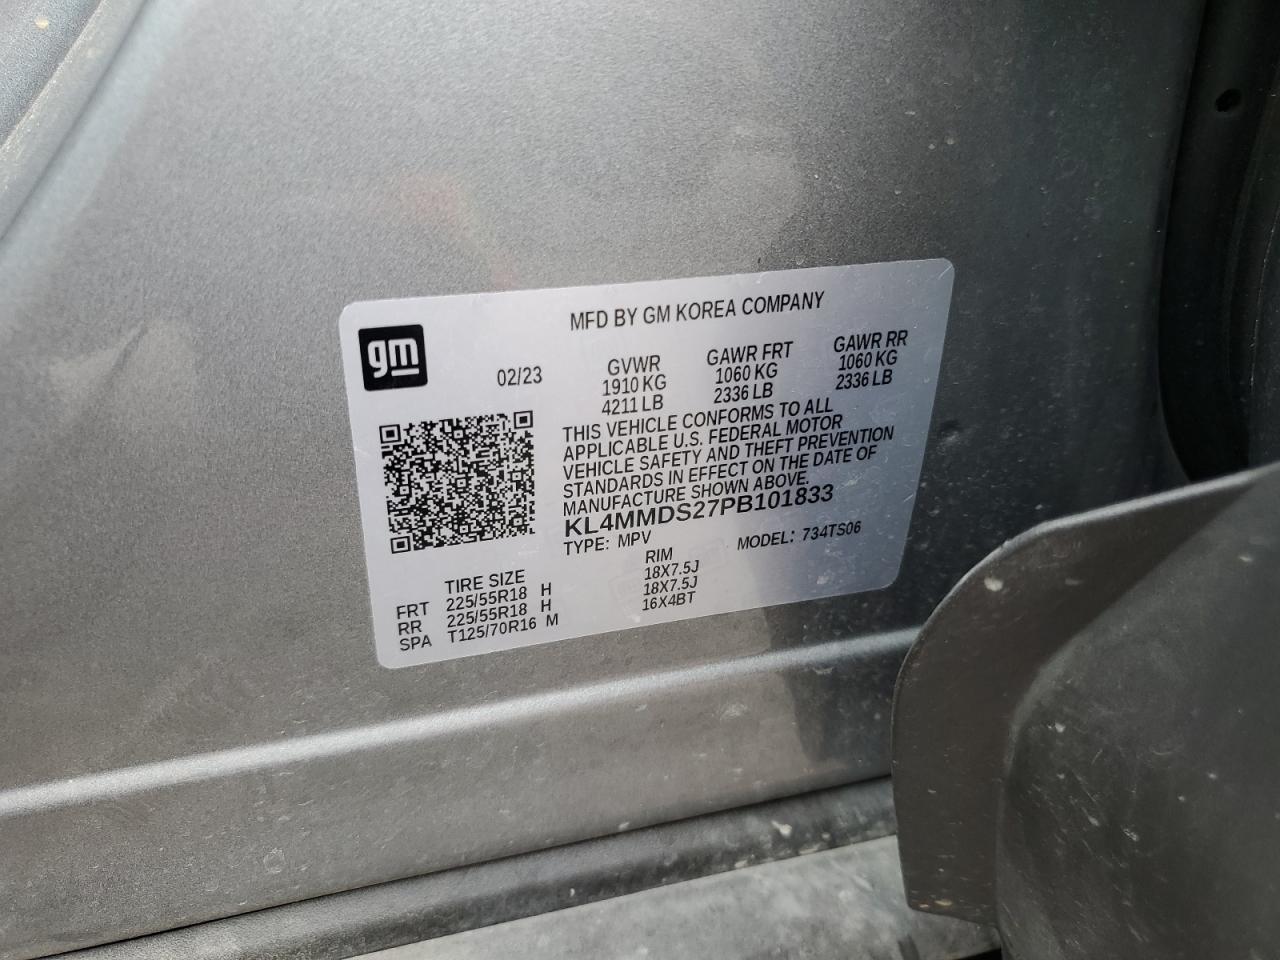 MFD BY GM KOREA COMPANY
gm
02/23
GVWR GAWR FRT GAWR RR
1910 KG 1060 KG 1060 KG
4211 LB 2336 LB 2336 LB
THIS VEHICLE CONFORMS TO ALL
APPLICABLE U.S. FEDERAL MOTOR
VEHICLE SAFETY AND THEFT PREVENTION
STANDARDS IN EFFECT ON THE DATE OF
MANUFACTURE SHOWN ABOVE.
KL4MMDS27PB101833
TYPE: MPV MODEL: 734TS06
TIRE SIZE RIM
FRT 225/55R18 H 18X7.5J
RR 225/55R18 H 18X7.5J
SPA T125/70R16 M 16X4BT